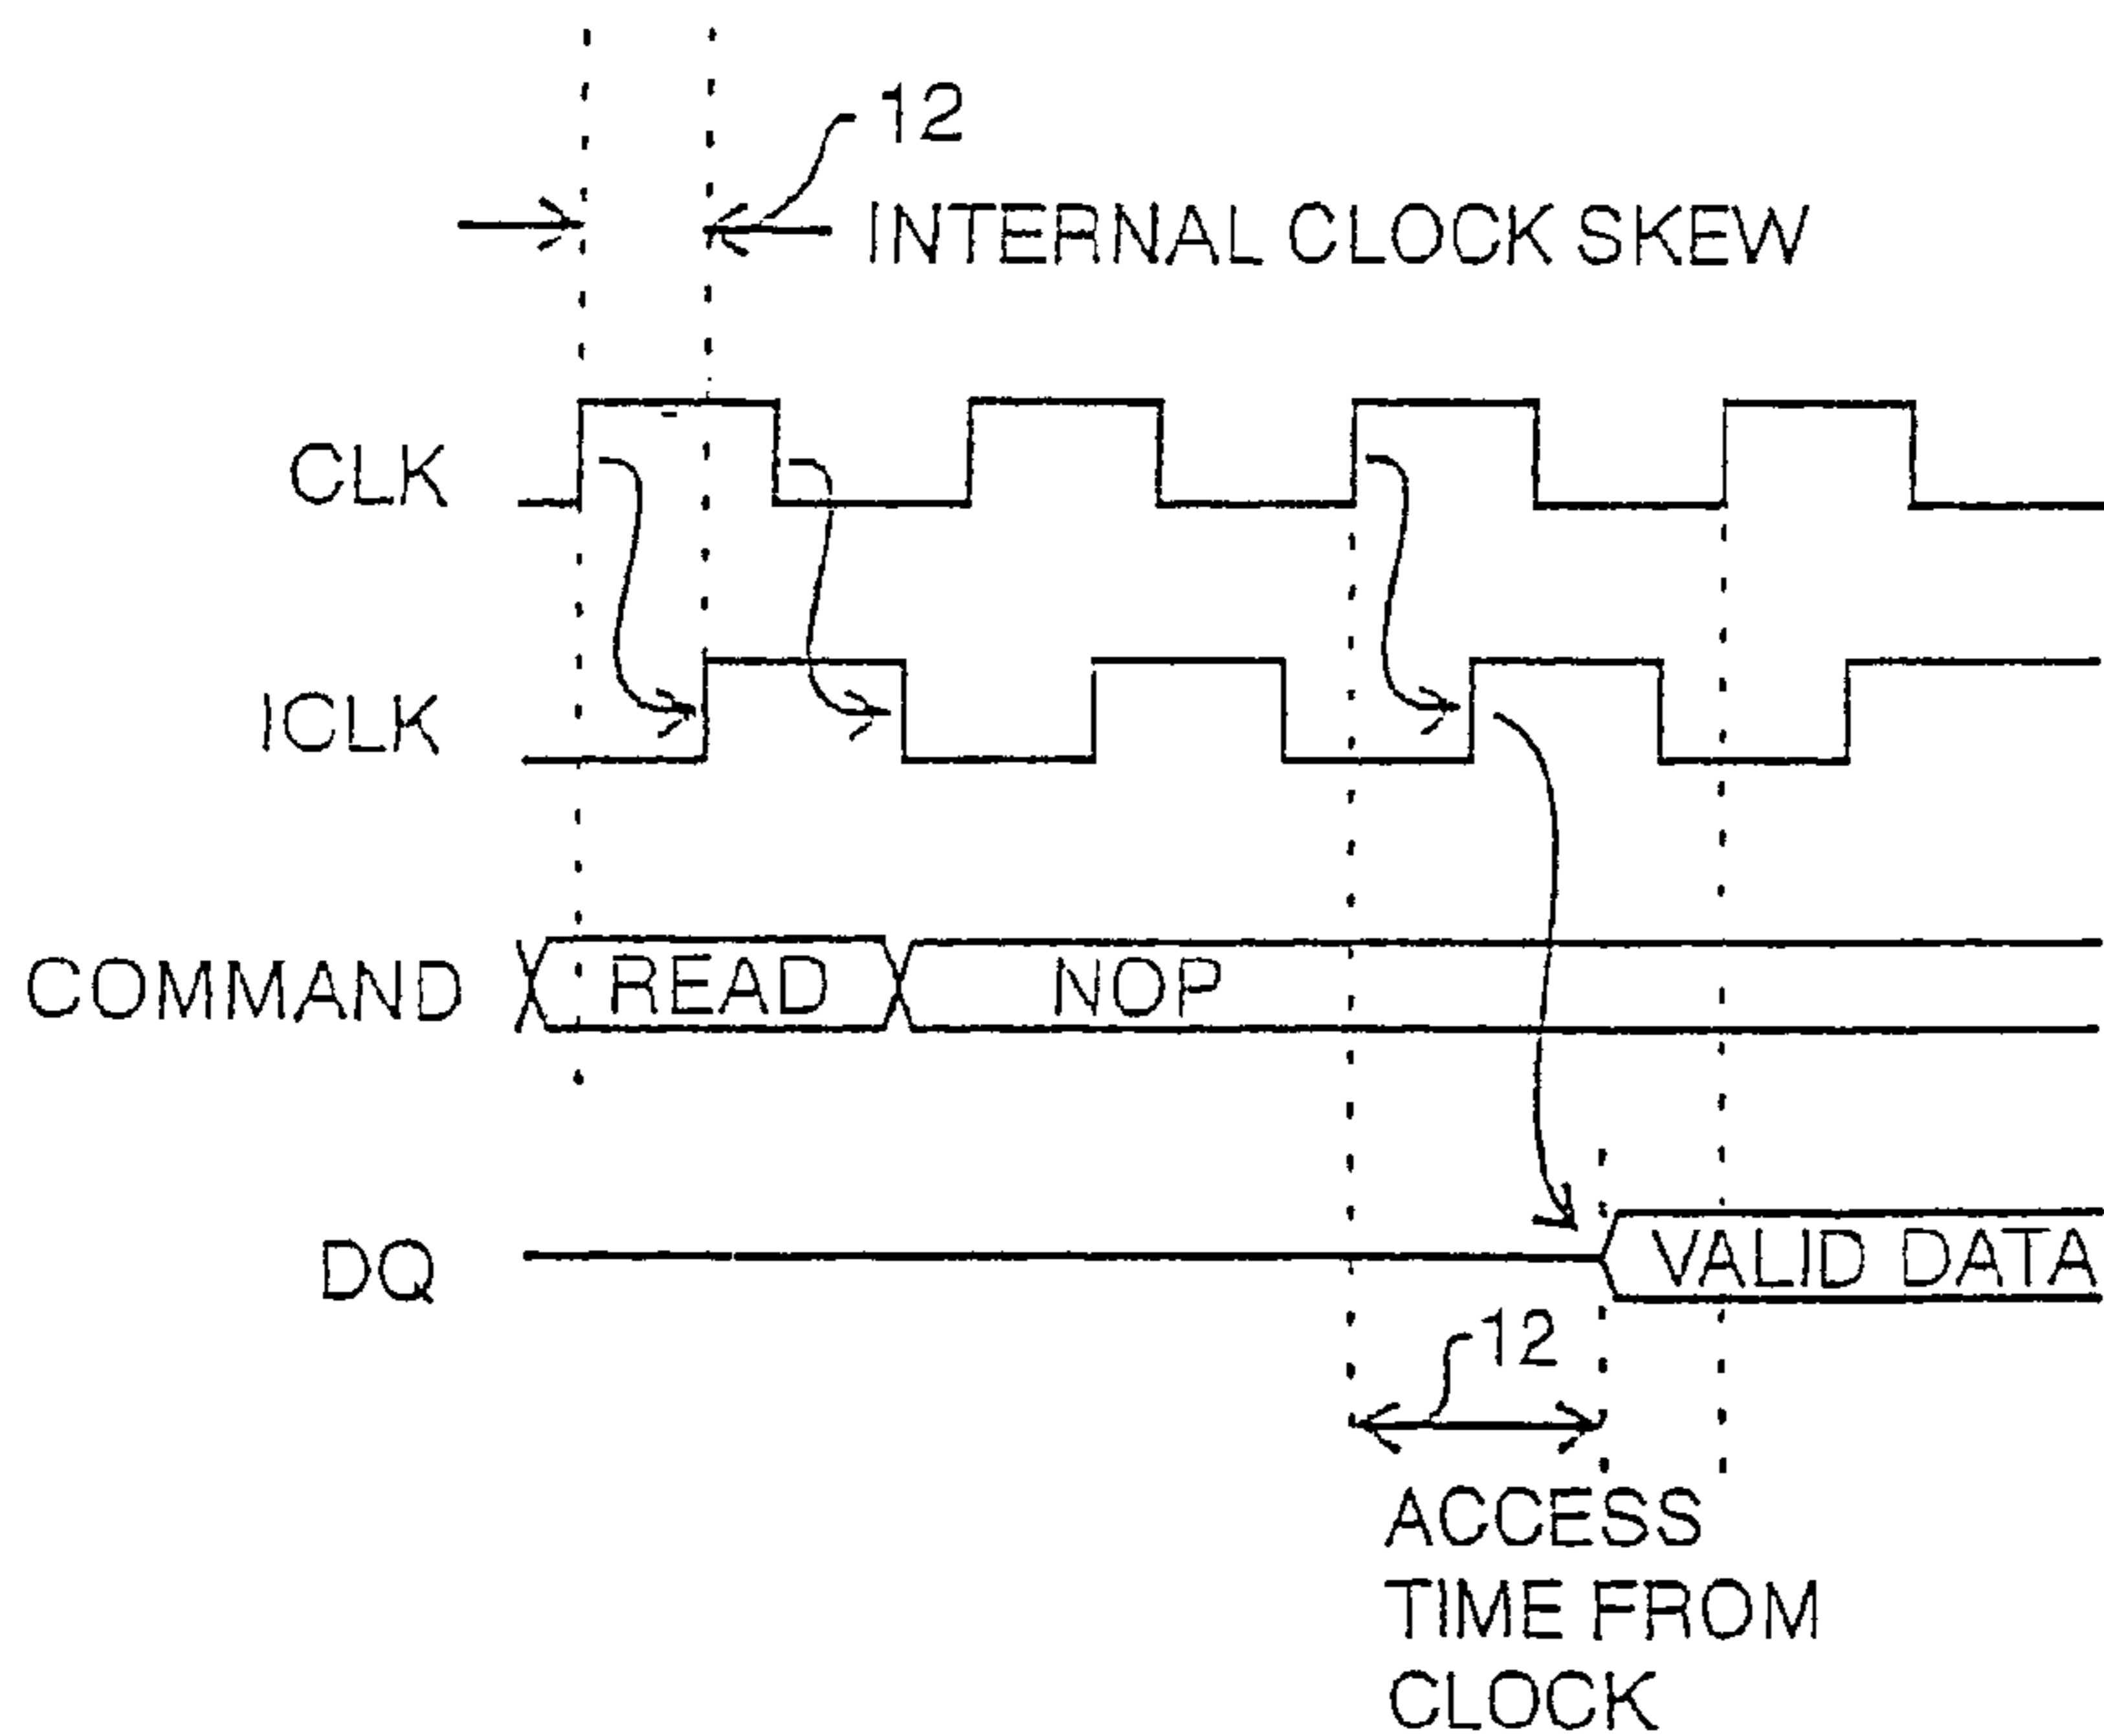 12
INTERNAL CLOCK SKEW
CLK
ICLK
COMMAND READ NOP
DQ VALID DATA
12
ACCESS
TIME FROM
CLOCK